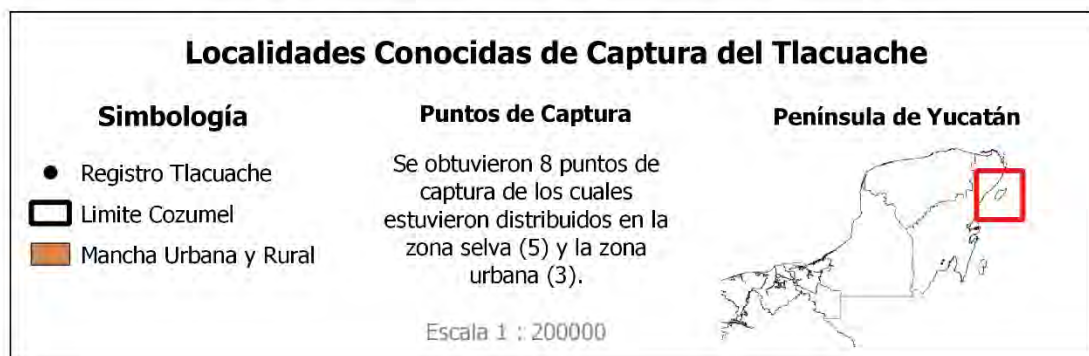 Localidades Conocidas de Captura del Tlacuache
Simbología
Registro Tlacuache
Limite Cozumel
Mancha Urbana y Rural
Puntos de Captura
Se obtuvieron 8 puntos de
captura de los cuales
estuvieron distribuidos en la
zona selva (5) y la zona
urbana (3).
Escala 1 : 200000
Península de Yucatán